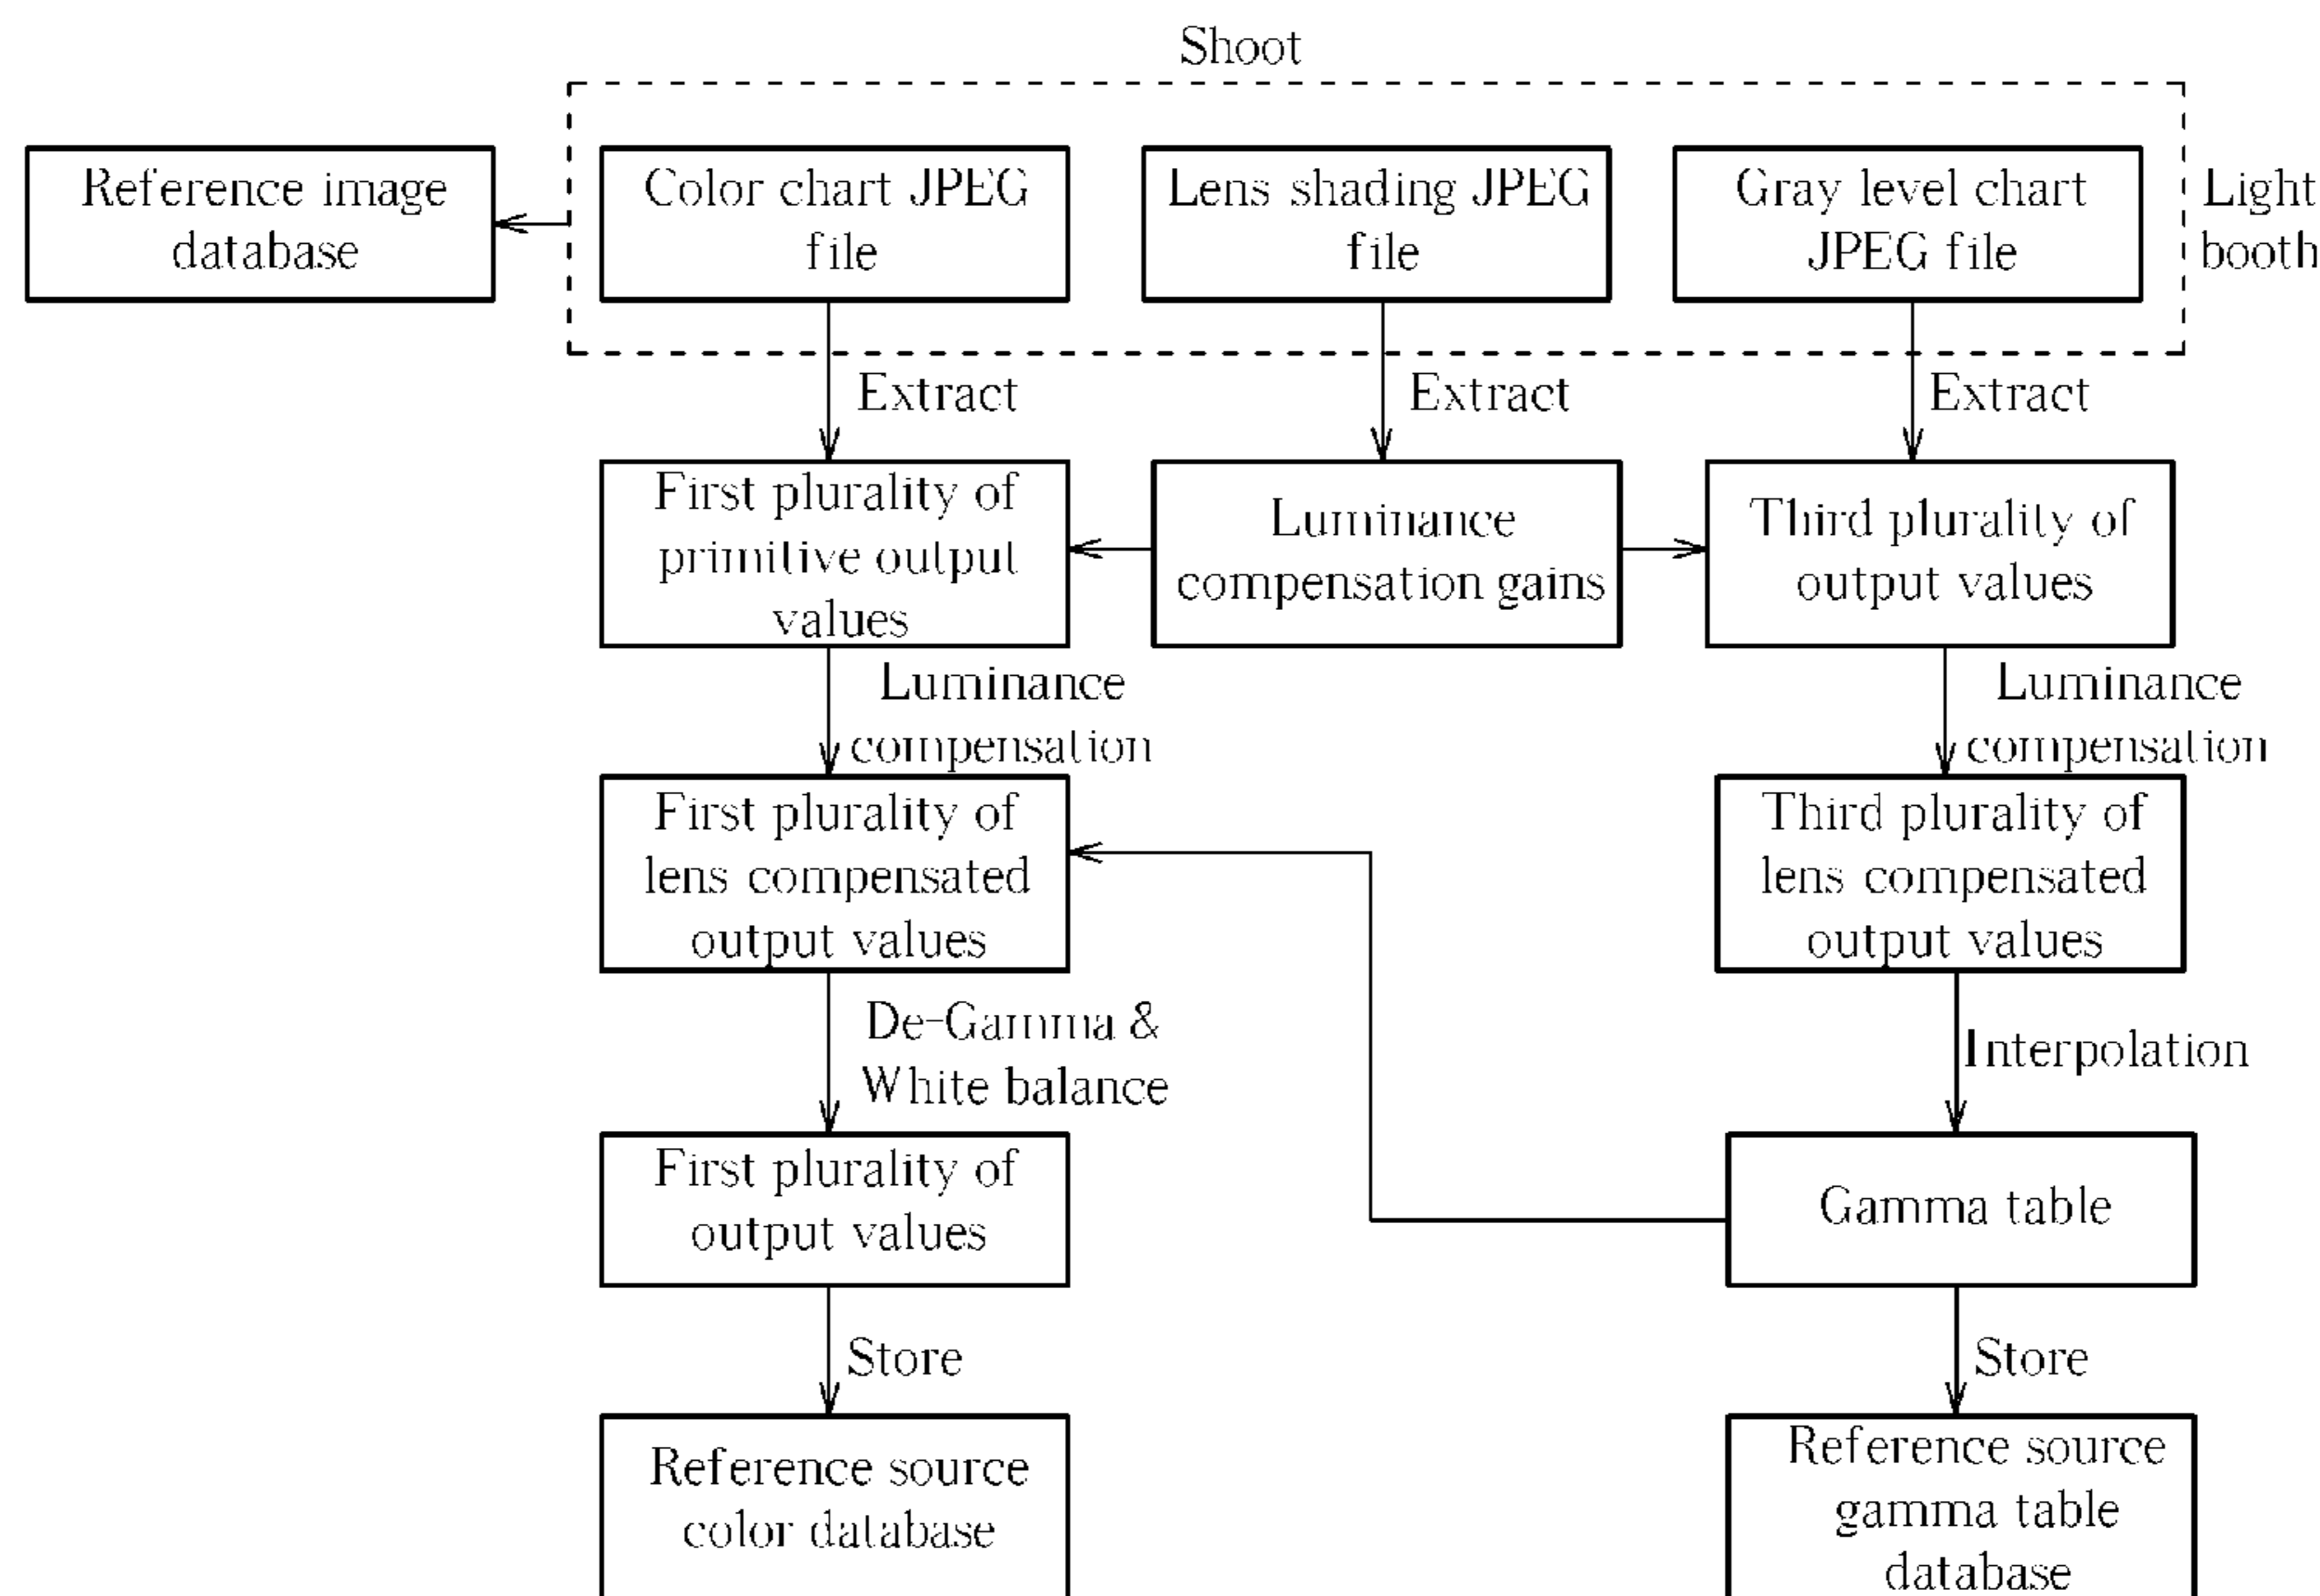 Shoot
Reference image
database
Color chart JPEG
file
Lens shading JPEG
file
Gray level chart
JPEG file
Light
booth
Extract
Extract
Extract
First plurality of
primitive output
values
Luminance
compensation gains
Third plurality of
output values
Luminance
compensation
Luminance
compensation
First plurality of
lens compensated
output values
Third plurality of
lens compensated
output values
De-Gamma &
White balance
Interpolation
First plurality of
output values
Gamma table
Store
Store
Reference source
color database
Reference source
gamma table
database